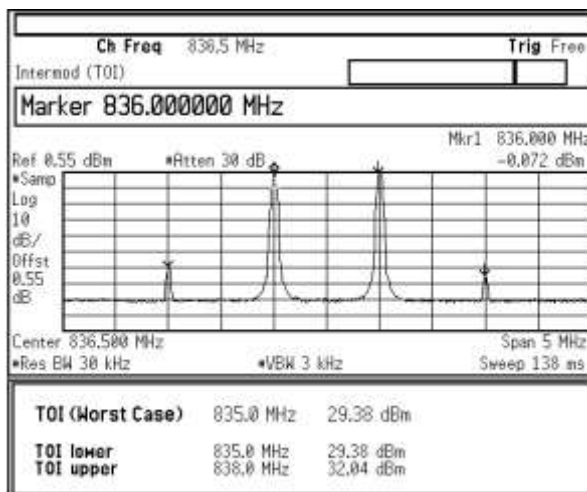 Ch Freq 836.5 MHz Trig Free
Intermod (TOI)
Marker 836.000000 MHz
Mkr1 836.000 MHz
Ref 0.55 dBm *Atten 30 dB -0.072 dBm
*Samp
Log
10
dB/
Offst
0.55
dB
Center 836.500 MHz Span 5 MHz
*Res BW 30 kHz *VBW 3 kHz Sweep 138 ms
TOI (Worst Case) 835.0 MHz 29.38 dBm
TOI lower 835.0 MHz 29.38 dBm
TOI upper 838.0 MHz 32.04 dBm